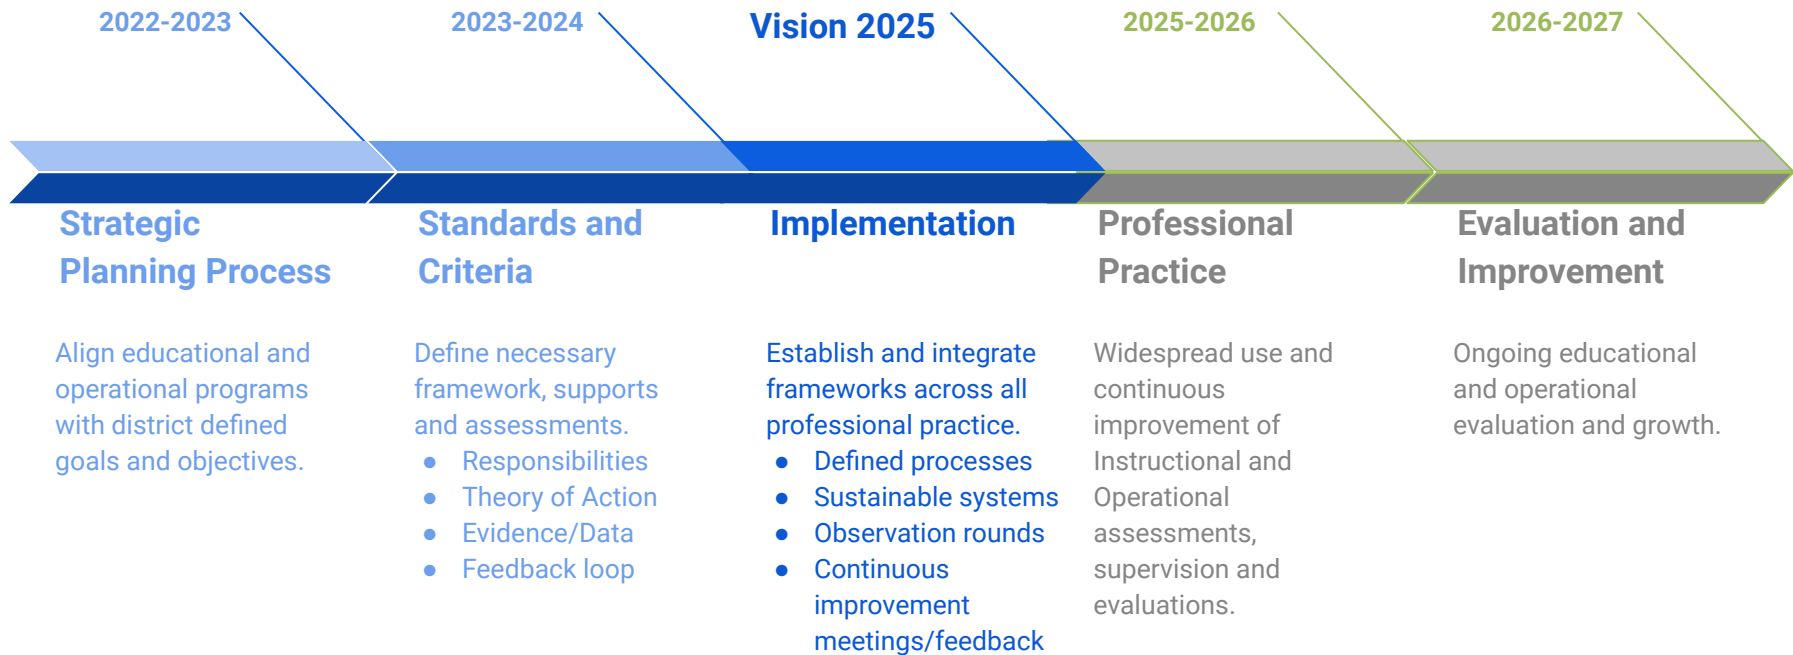 2022-2023
2023-2024
Vision 2025
2025-2026
2026-2027
Strategic
Planning Process
Align educational and
operational programs
with district defined
goals and objectives.
Standards and
Criteria
Define necessary
framework, supports
and assessments.
● Responsibilities
● Theory of Action
● Evidence/Data
● Feedback loop
Implementation
Establish and integrate
frameworks across all
professional practice.
● Defined processes
● Sustainable systems
● Observation rounds
● Continuous
improvement
meetings/feedback
Professional
Practice
Widespread use and
continuous
improvement of
Instructional and
Operational
assessments,
supervision and
evaluations.
Evaluation and
Improvement
Ongoing educational
and operational
evaluation and growth.